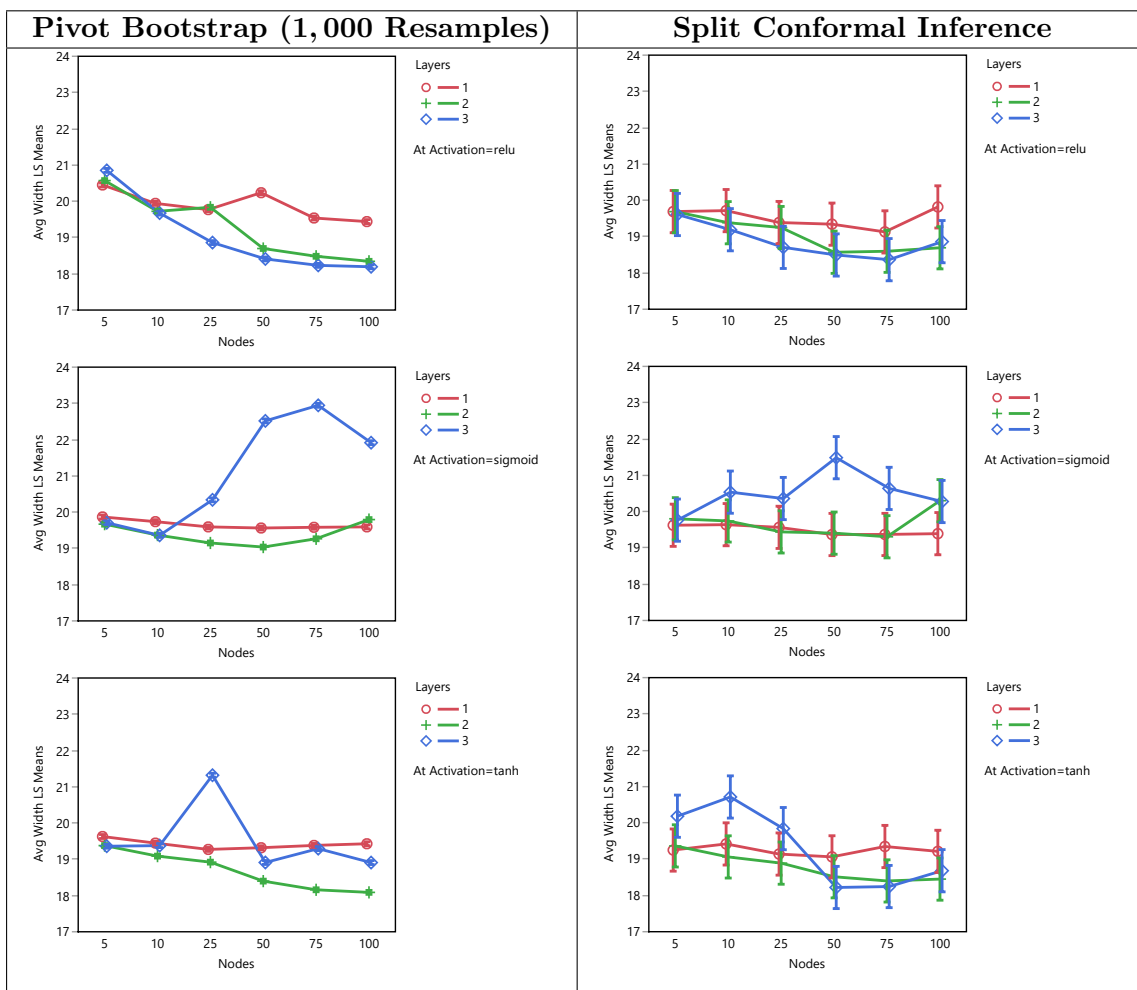 Pivot Bootstrap (1,000 Resamples)
Split Conformal Inference
24
23
22
21
20
19
18
17
Avg Width LS Means
5 10 25 50 75 100
Nodes
Layers
1
2
3
At Activation=relu
24
23
22
21
20
19
18
17
Avg Width LS Means
5 10 25 50 75 100
Nodes
Layers
1
2
3
At Activation=relu
24
23
22
21
20
19
18
17
Avg Width LS Means
5 10 25 50 75 100
Nodes
Layers
1
2
3
At Activation=sigmoid
24
23
22
21
20
19
18
17
Avg Width LS Means
5 10 25 50 75 100
Nodes
Layers
1
2
3
At Activation=sigmoid
24
23
22
21
20
19
18
17
Avg Width LS Means
5 10 25 50 75 100
Nodes
Layers
1
2
3
At Activation=tanh
24
23
22
21
20
19
18
17
Avg Width LS Means
5 10 25 50 75 100
Nodes
Layers
1
2
3
At Activation=tanh